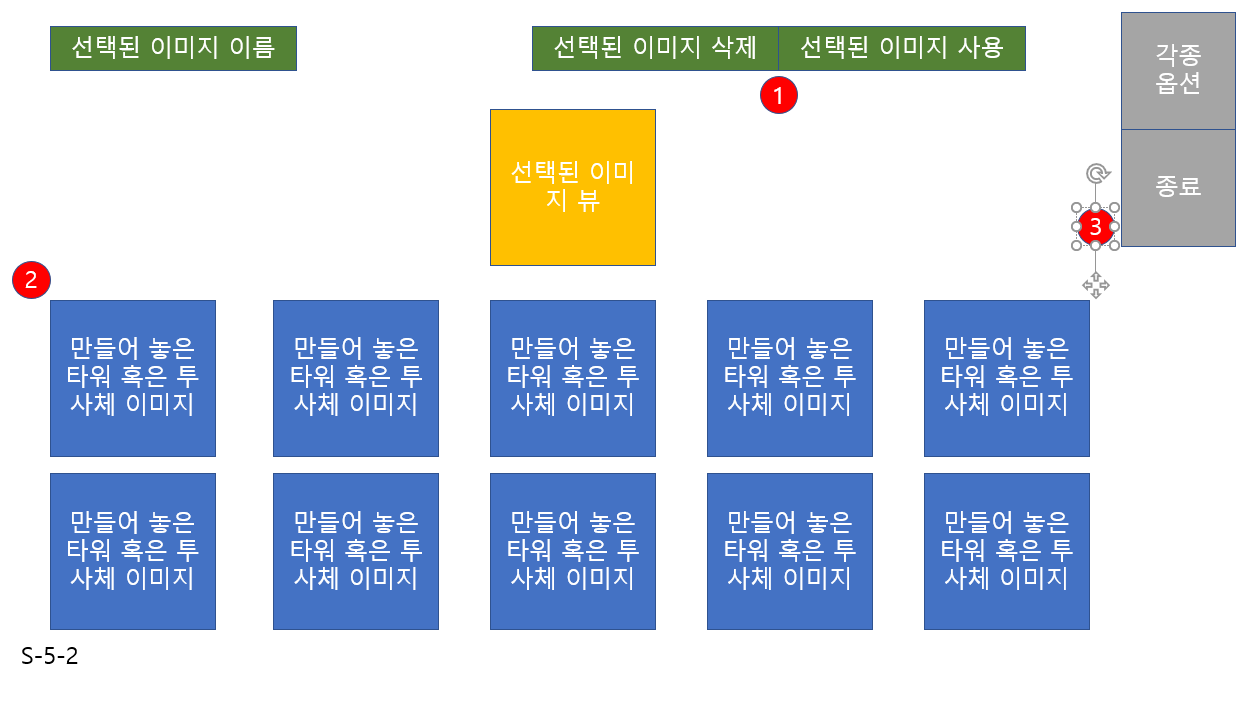 선택된 이미지 이름
선택된 이미지 삭제
선택된 이미지 사용
각종
옵션
1
선택된 이미
지 뷰
종료
3
2
만들어 놓은
타워 혹은 투
사체 이미지
만들어 놓은
타워 혹은 투
사체 이미지
만들어 놓은
타워 혹은 투
사체 이미지
만들어 놓은
타워 혹은 투
사체 이미지
만들어 놓은
타워 혹은 투
사체 이미지
만들어 놓은
타워 혹은 투
사체 이미지
만들어 놓은
타워 혹은 투
사체 이미지
만들어 놓은
타워 혹은 투
사체 이미지
만들어 놓은
타워 혹은 투
사체 이미지
만들어 놓은
타워 혹은 투
사체 이미지
S-5-2